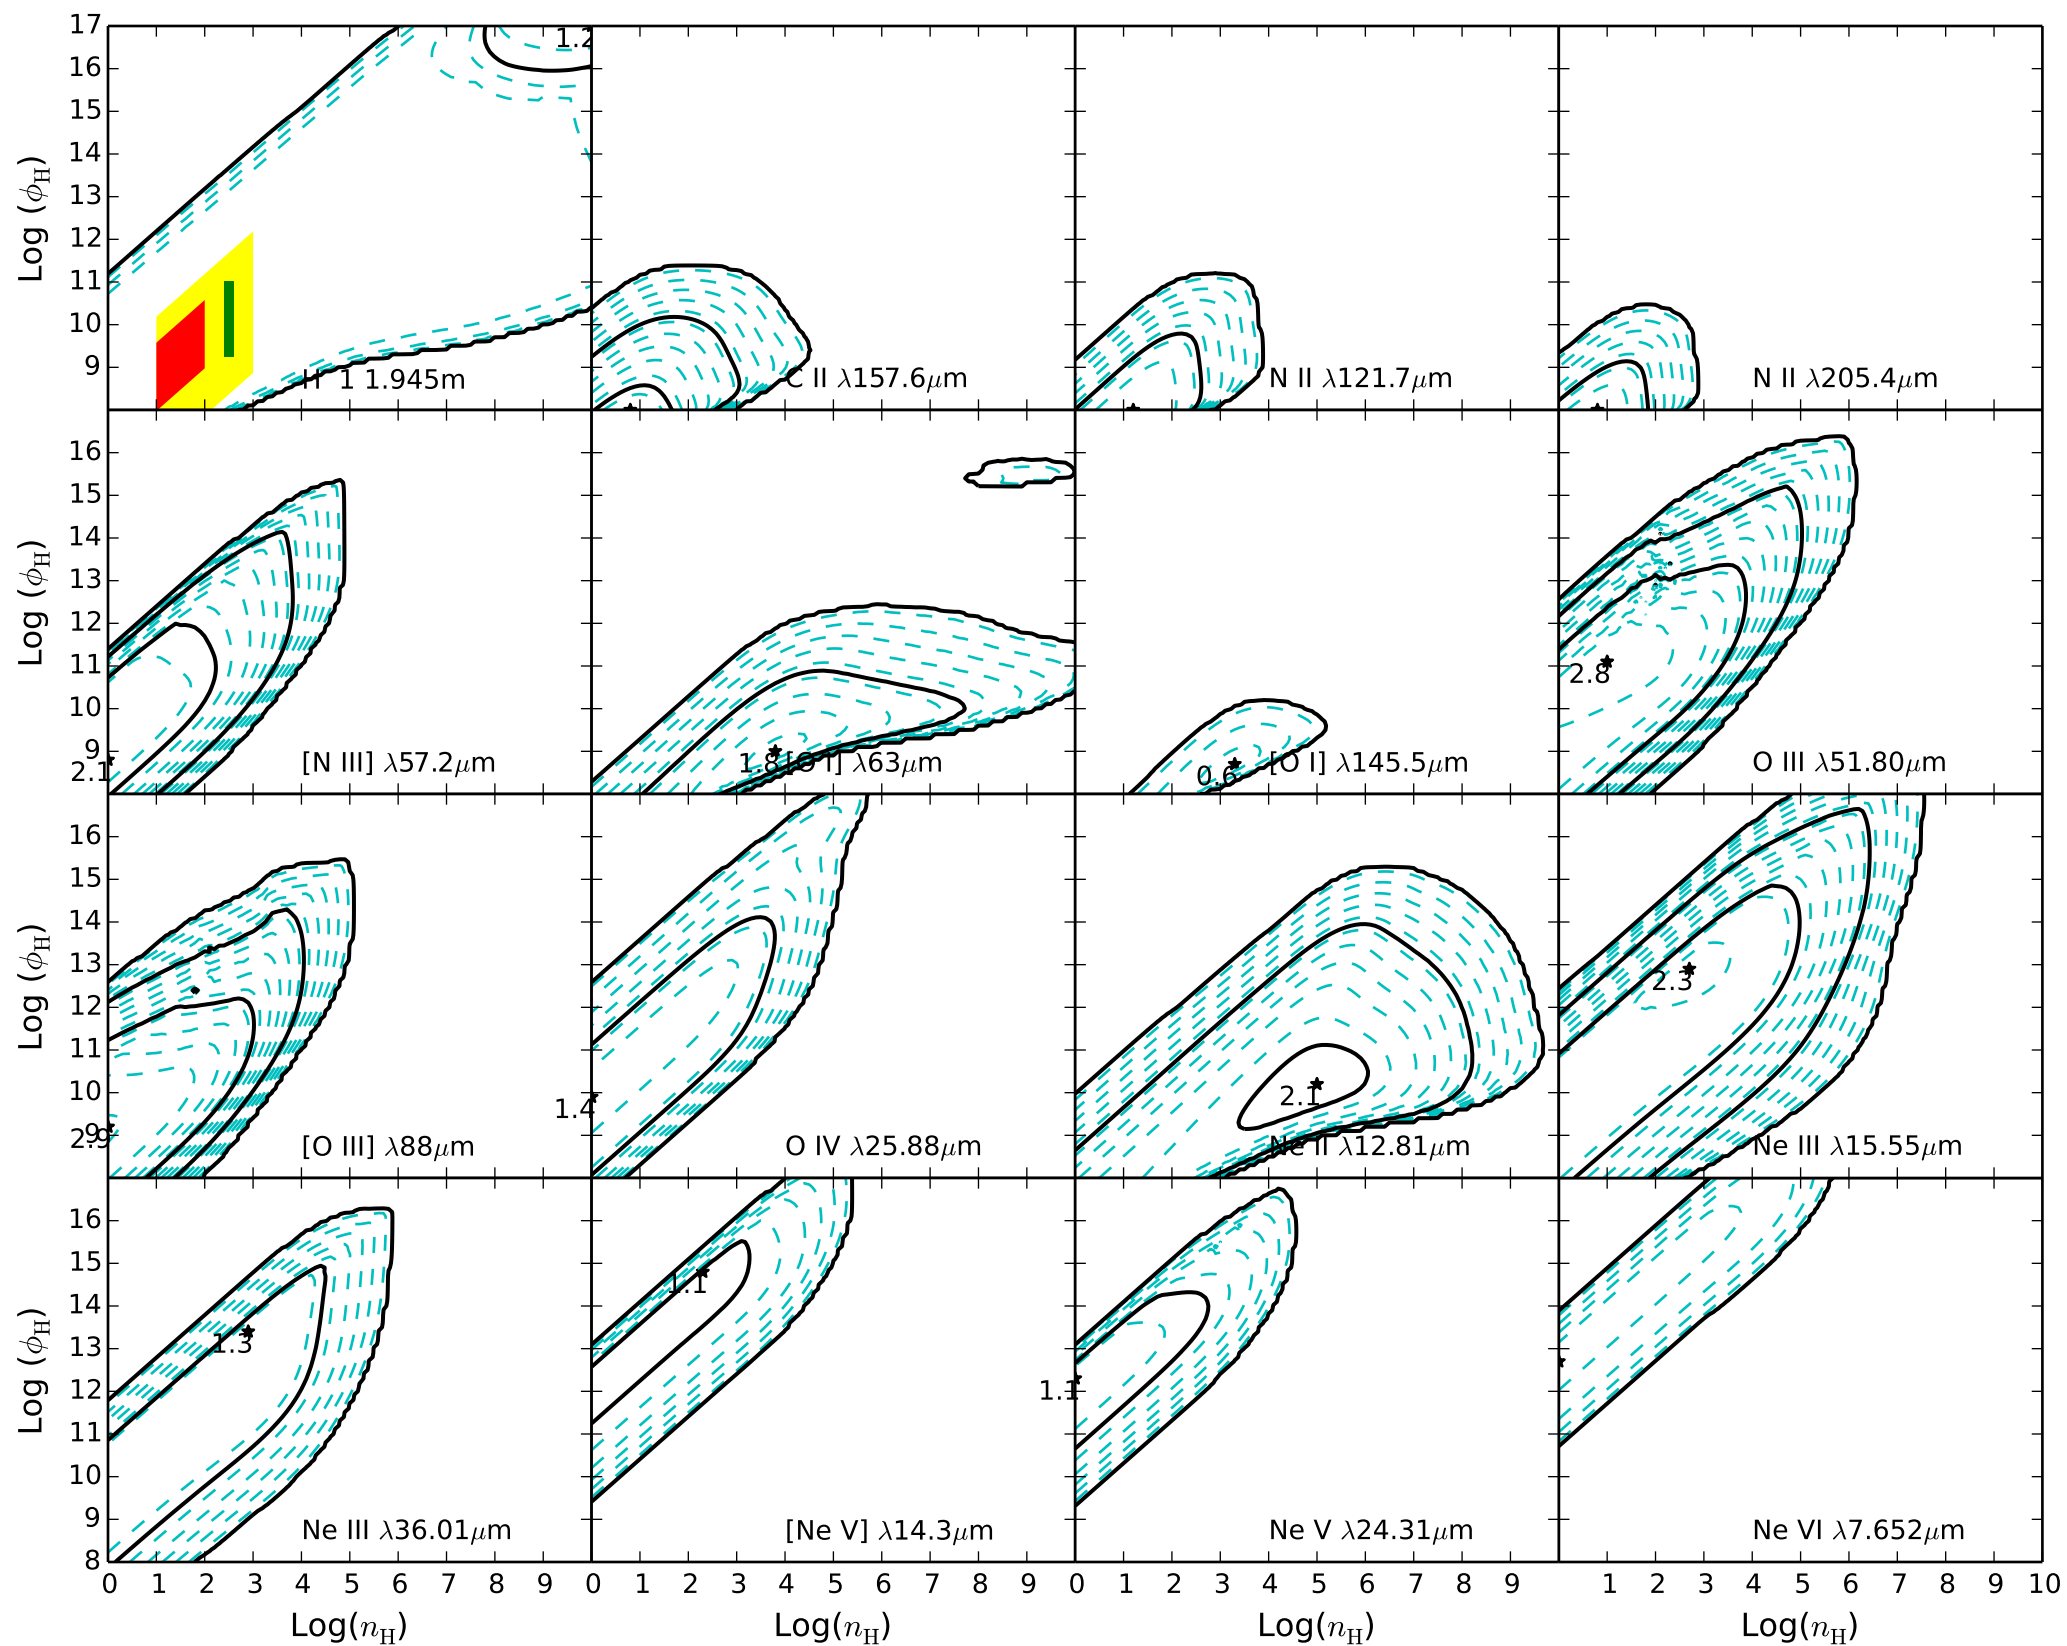 17
16
15
14
13
12
11
10
9
Log (ϕH)
1.2
H 1 1.945m
C II λ157.6μm
N II λ121.7μm
N II λ205.4μm
16
15
14
13
12
11
10
9
Log (ϕH)
2.1
[N III] λ57.2μm
1.8
[O I] λ63μm
0.6
[O I] λ145.5μm
2.8
O III λ51.80μm
16
15
14
13
12
11
10
9
Log (ϕH)
2.9
[O III] λ88μm
1.4
O IV λ25.88μm
2.1
Ne II λ12.81μm
2.3
Ne III λ15.55μm
16
15
14
13
12
11
10
9
8
Log (ϕH)
1.3
Ne III λ36.01μm
1.1
[Ne V] λ14.3μm
1.1
Ne V λ24.31μm
Ne VI λ7.652μm
0 1 2 3 4 5 6 7 8 9 0 1 2 3 4 5 6 7 8 9 0 1 2 3 4 5 6 7 8 9 1 2 3 4 5 6 7 8 9 10
Log(nH) Log(nH) Log(nH) Log(nH)